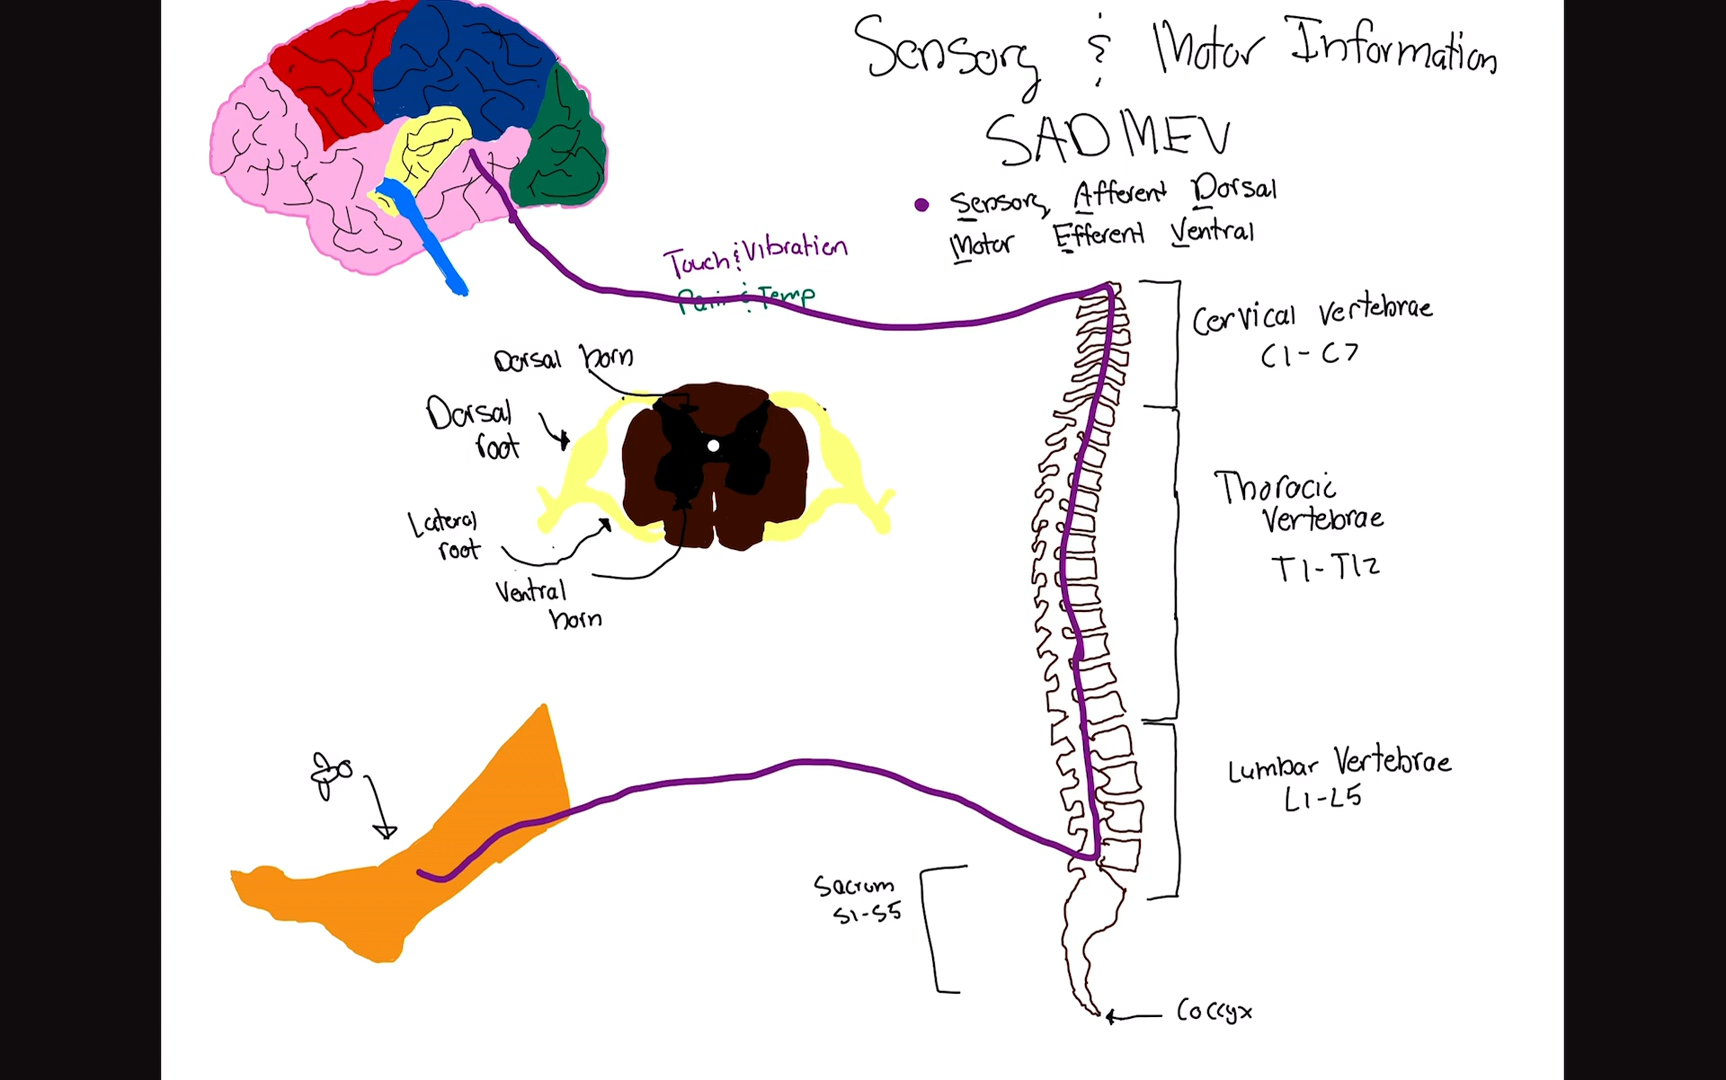 Sensory & Motor Information
SADMEV
• Sensory Afferent Dorsal
Motor Efferent Ventral
Touch & Vibration
Pain & Temp
Dorsal horn
Dorsal
root
Lateral
root
Ventral
horn
Cervical vertebrae
C1-C7
Thoracic
Vertebrae
T1-T12
Lumbar Vertebrae
L1-L5
Sacrum
S1-S5
Coccyx